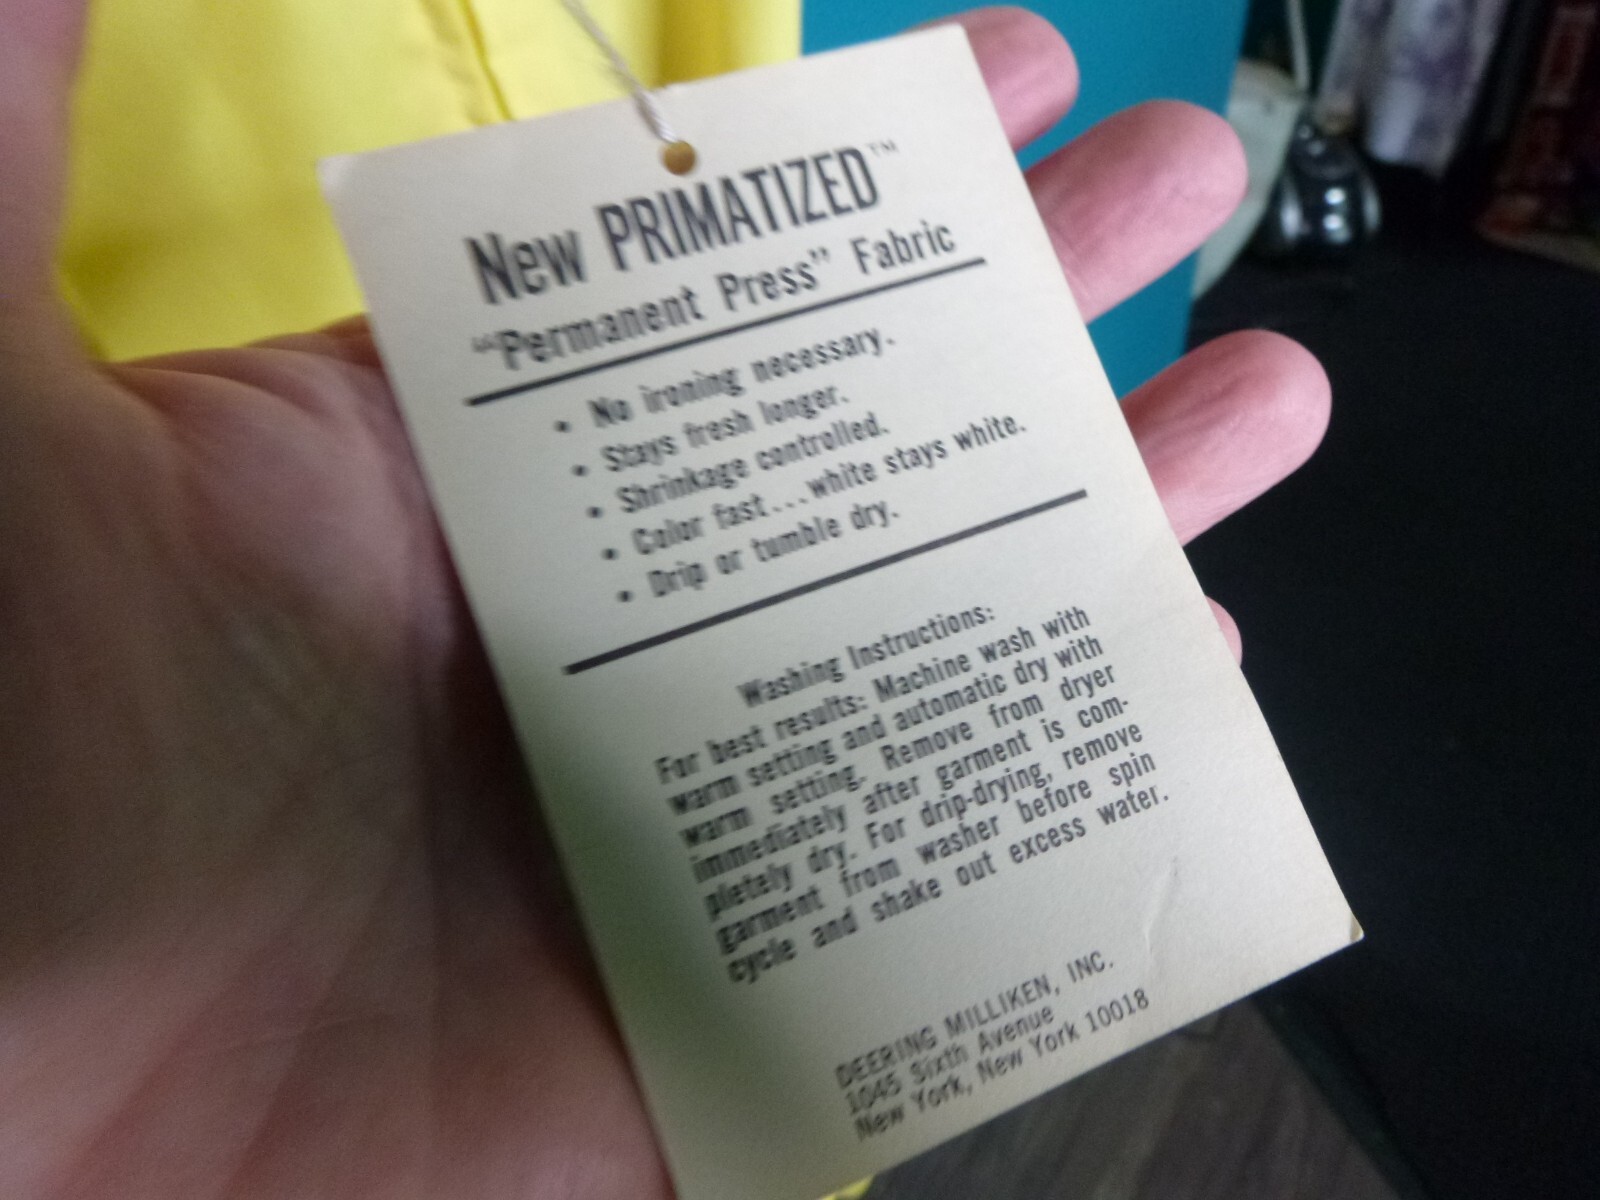 New PRIMATIZED™
"Permanent Press" Fabric
• No ironing necessary.
• Stays fresh longer.
• Shrinkage controlled.
• Color fast...white stays white.
• Drip or tumble dry.
Washing Instructions:
For best results: Machine wash with
warm setting and automatic dry with
warm setting. Remove from dryer
immediately after garment is com-
pletely dry. For drip-drying, remove
garment from washer before spin
cycle and shake out excess water.
DEERING MILLIKEN, INC.
1045 Sixth Avenue
New York, New York 10018